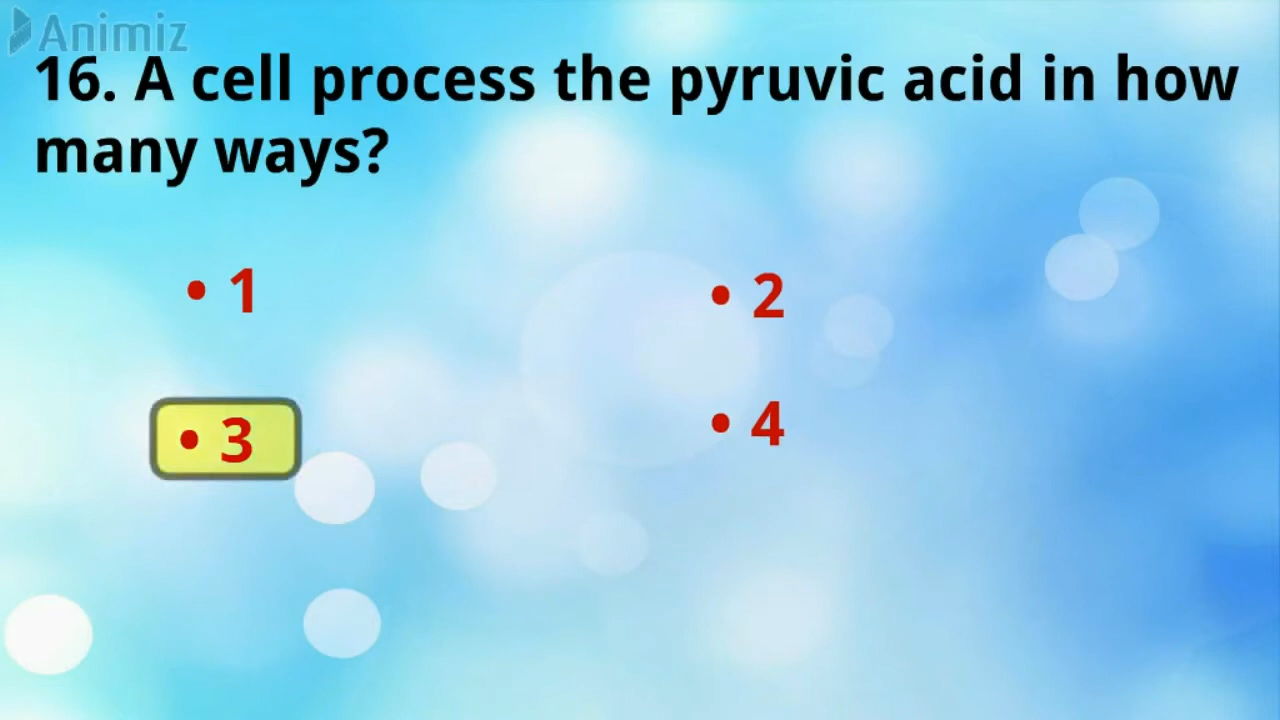 Animiz
16. A cell process the pyruvic acid in how
many ways?
• 1
• 2
• 3
• 4